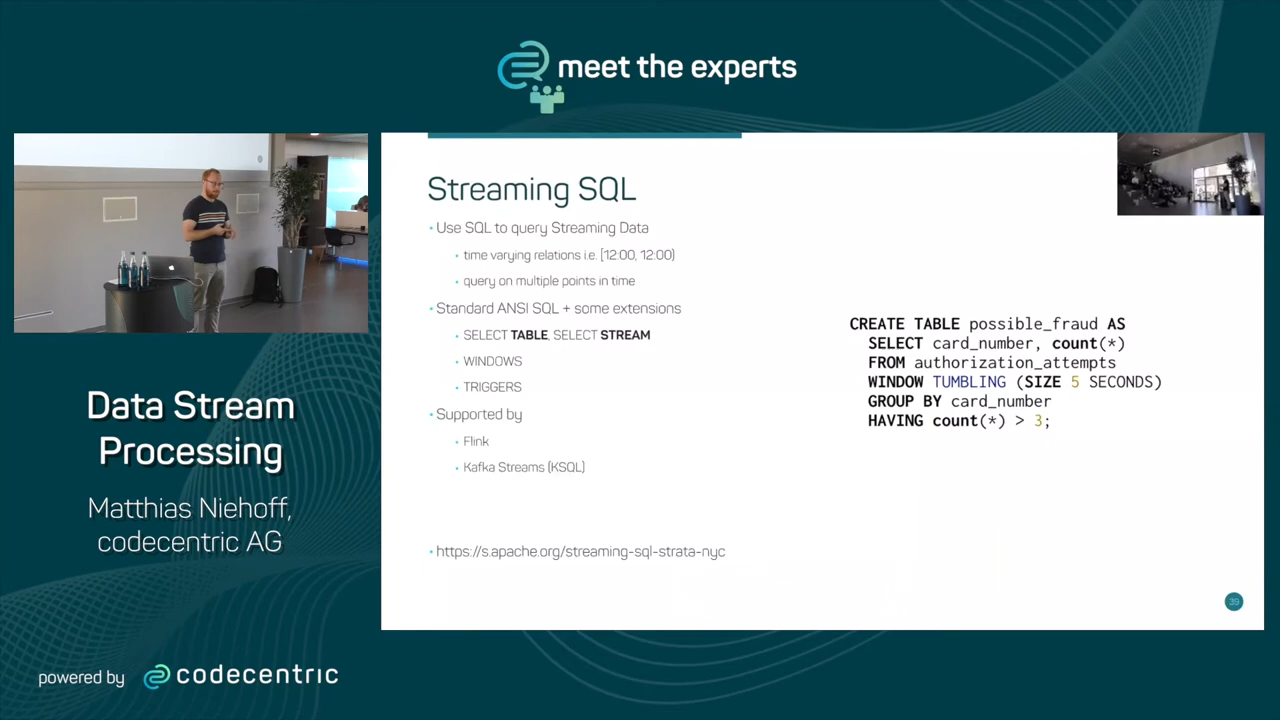 meet the experts
Streaming SQL
• Use SQL to query Streaming Data
• time varying relations i.e. [12:00, 12:00)
• query on multiple points in time
• Standard ANSI SQL + some extensions
• SELECT TABLE, SELECT STREAM
• WINDOWS
• TRIGGERS
• Supported by
• Flink
• Kafka Streams (KSQL)
• https://s.apache.org/streaming-sql-strata-nyc
CREATE TABLE possible_fraud AS
SELECT card_number, count(*)
FROM authorization_attempts
WINDOW TUMBLING (SIZE 5 SECONDS)
GROUP BY card_number
HAVING count(*) > 3;
39
Data Stream
Processing
Matthias Niehoff,
codecentric AG
powered by codecentric